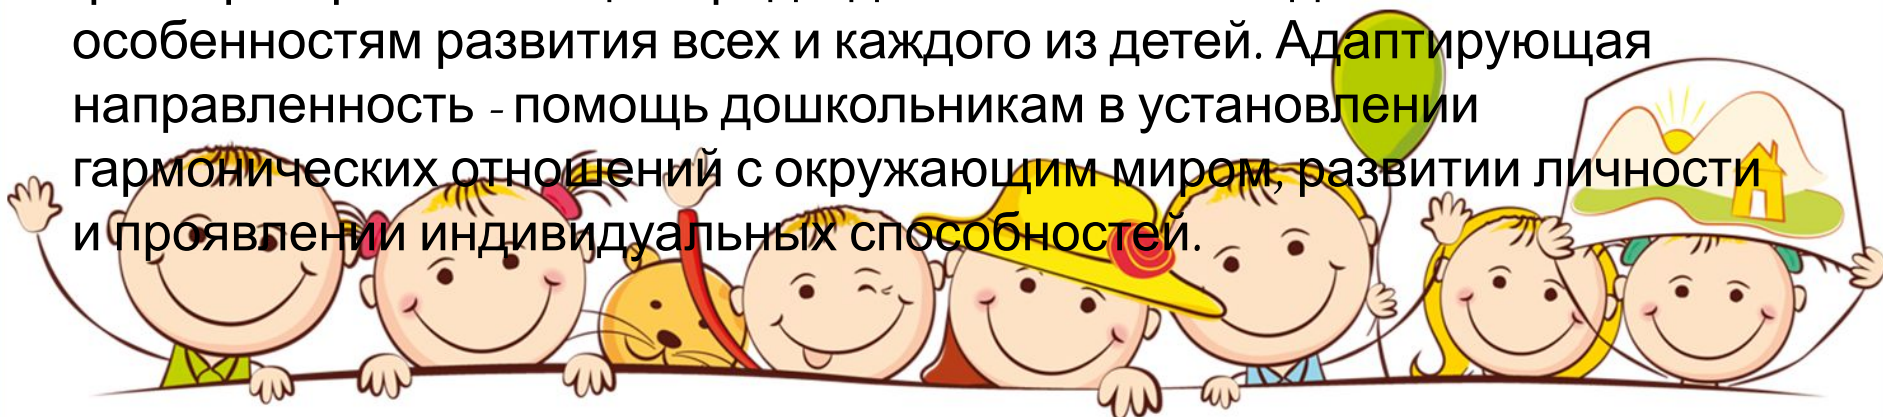 особенностям развития всех и каждого из детей. Адаптирующая
направленность - помощь дошкольникам в установлении
гармонических отношений с окружающим миром, развитии личности
и проявлении индивидуальных способностей.